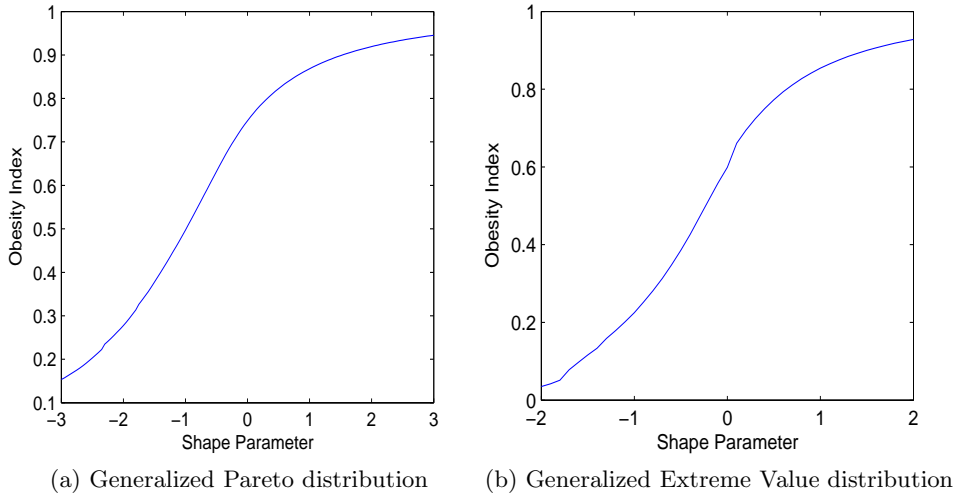 1
0.9
0.8
0.7
0.6
0.5
0.4
0.3
0.2
0.1
Obesity Index
−3 −2 −1 0 1 2 3
Shape Parameter
(a) Generalized Pareto distribution
1
0.8
0.6
0.4
0.2
0
Obesity Index
−2 −1 0 1 2
Shape Parameter
(b) Generalized Extreme Value distribution